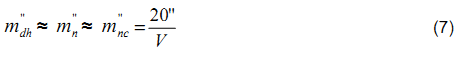 m"dh ≈ m"n ≈ m"nc = 20"/V (7)